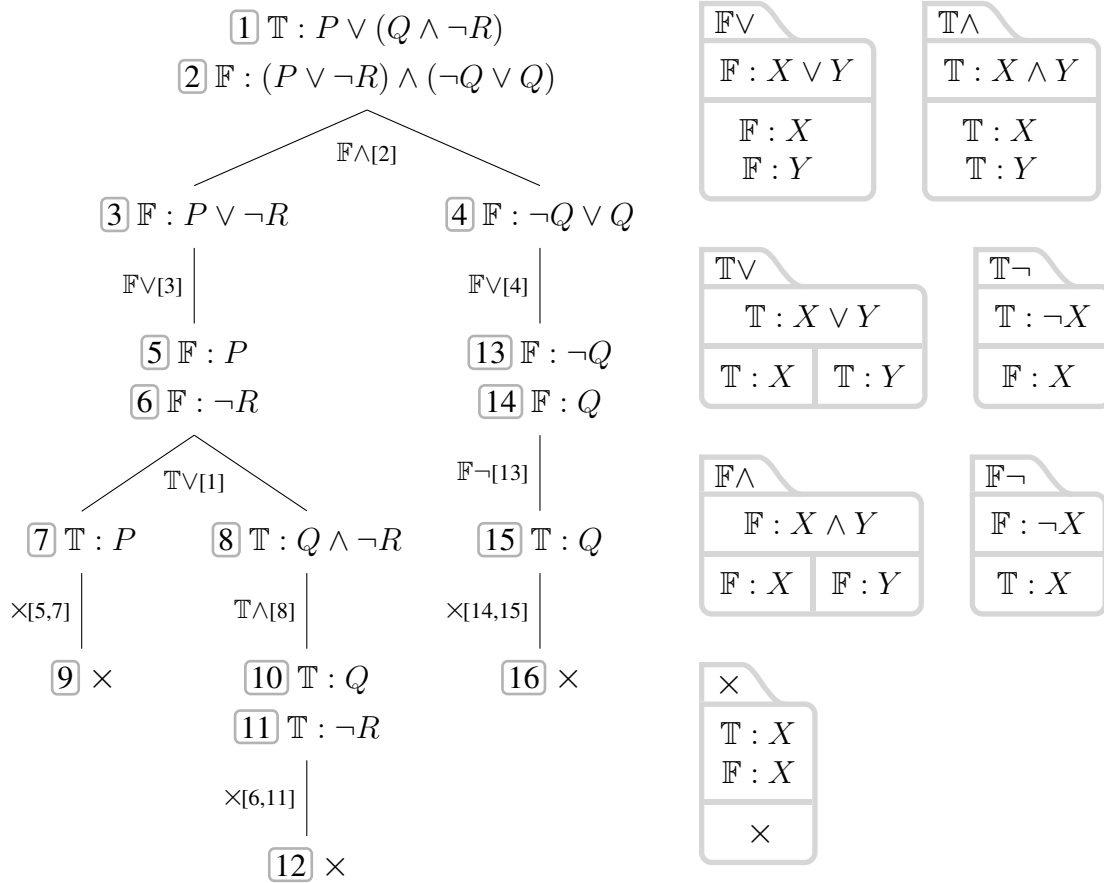 1 𝕋 : P ∨ (Q ∧ ¬R)
2 𝔽 : (P ∨ ¬R) ∧ (¬Q ∨ Q)
𝔽∧[2]
3 𝔽 : P ∨ ¬R
4 𝔽 : ¬Q ∨ Q
𝔽∨[3]
𝔽∨[4]
5 𝔽 : P
13 𝔽 : ¬Q
6 𝔽 : ¬R
14 𝔽 : Q
𝕋∨[1]
𝔽¬[13]
7 𝕋 : P
8 𝕋 : Q ∧ ¬R
15 𝕋 : Q
×[5,7]
𝕋∧[8]
×[14,15]
9 ×
10 𝕋 : Q
16 ×
11 𝕋 : ¬R
×[6,11]
12 ×
𝔽∨
𝔽 : X ∨ Y
𝔽 : X
𝔽 : Y
𝕋∧
𝕋 : X ∧ Y
𝕋 : X
𝕋 : Y
𝕋∨
𝕋 : X ∨ Y
𝕋 : X
𝕋 : Y
𝕋¬
𝕋 : ¬X
𝔽 : X
𝔽∧
𝔽 : X ∧ Y
𝔽 : X
𝔽 : Y
𝔽¬
𝔽 : ¬X
𝕋 : X
×
𝕋 : X
𝔽 : X
×